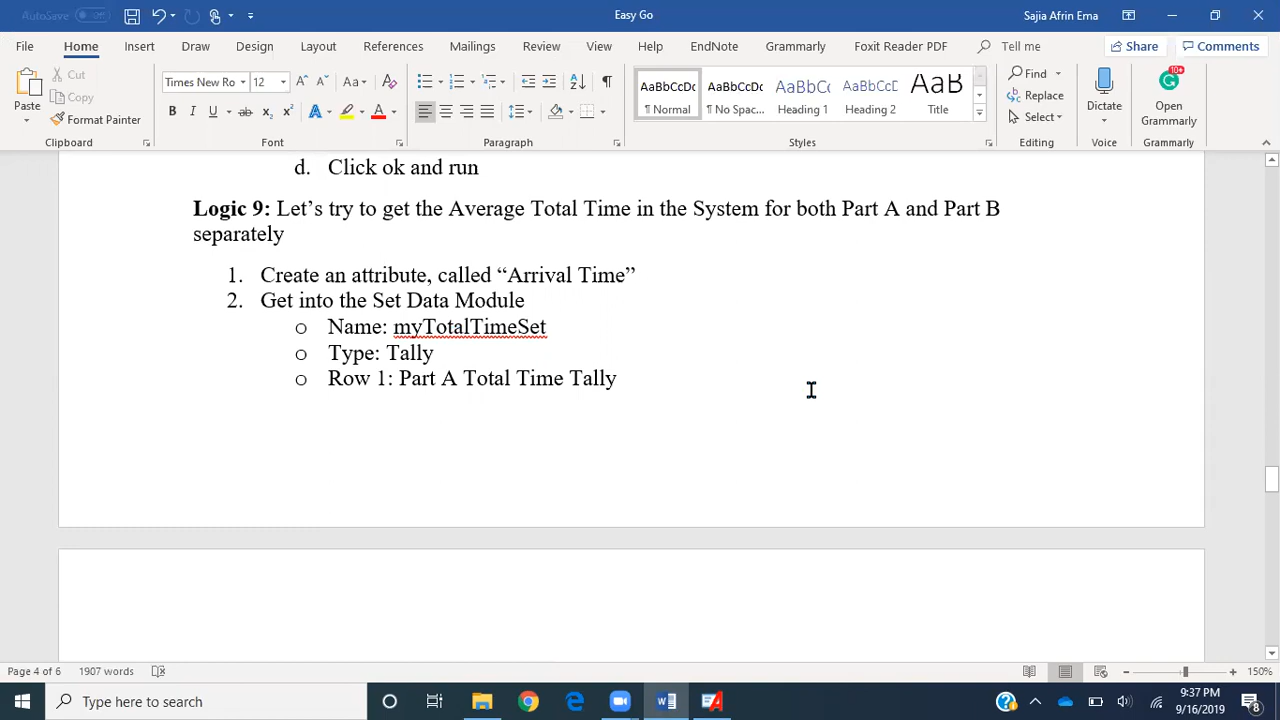 AutoSave
Easy Go
Sajia Afrin Ema
File Home Insert Draw Design Layout References Mailings Review View Help EndNote Grammarly Foxit Reader PDF Tell me Share Comments
Paste
Cut
Copy
Format Painter
Clipboard
Times New Ro 12
Font
Paragraph
AaBbCcDc AaBbCcDc AaBbC AaBbCcD AaB
¶ Normal ¶ No Spac... Heading 1 Heading 2 Title
Styles
Find
Replace
Select
Editing
Dictate
Voice
10+
Open
Grammarly
Grammarly
d. Click ok and run
Logic 9: Let’s try to get the Average Total Time in the System for both Part A and Part B
separately
1. Create an attribute, called “Arrival Time”
2. Get into the Set Data Module
o Name: myTotalTimeSet
o Type: Tally
o Row 1: Part A Total Time Tally
Page 4 of 6 1907 words
150%
Type here to search
9:37 PM
9/16/2019
8